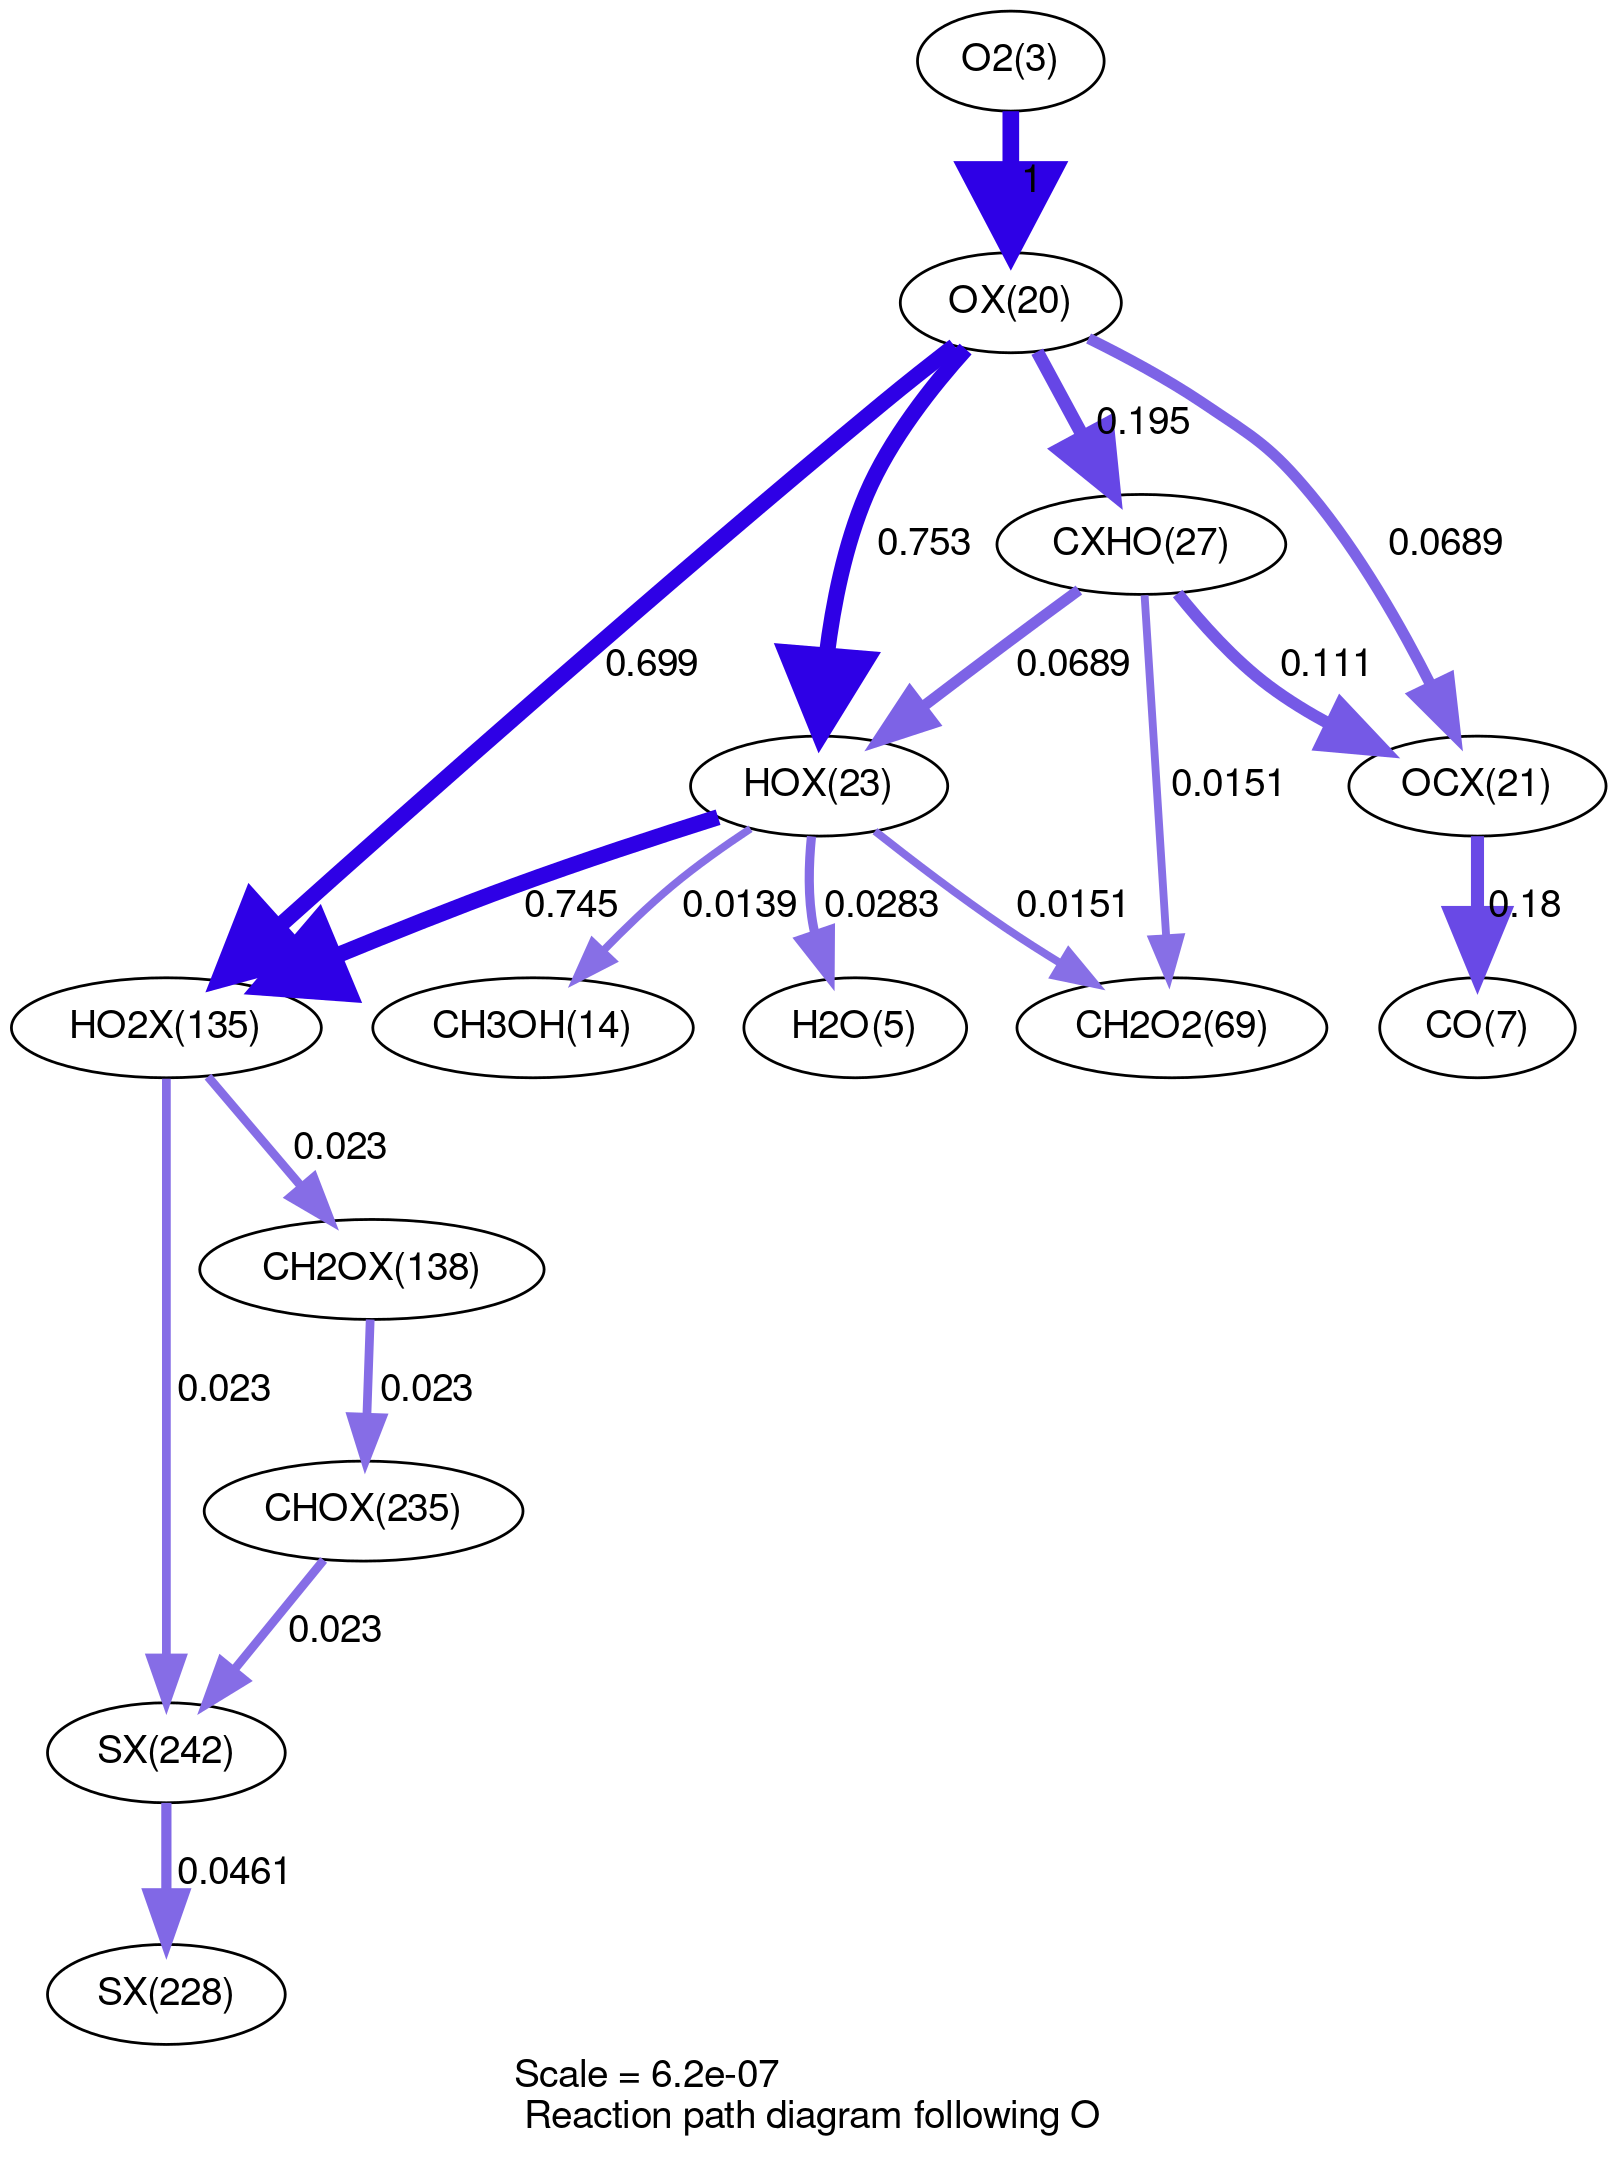 O2(3)
1
OX(20)
0.195
0.753
CXHO(27)
0.0689
0.699
0.0689
0.111
HOX(23)
0.0151
OCX(21)
0.745
0.0139
0.0283
0.0151
0.18
HO2X(135)
CH3OH(14)
H2O(5)
CH2O2(69)
CO(7)
0.023
CH2OX(138)
0.023
0.023
CHOX(235)
0.023
SX(242)
0.0461
SX(228)
Scale = 6.2e-07
Reaction path diagram following O